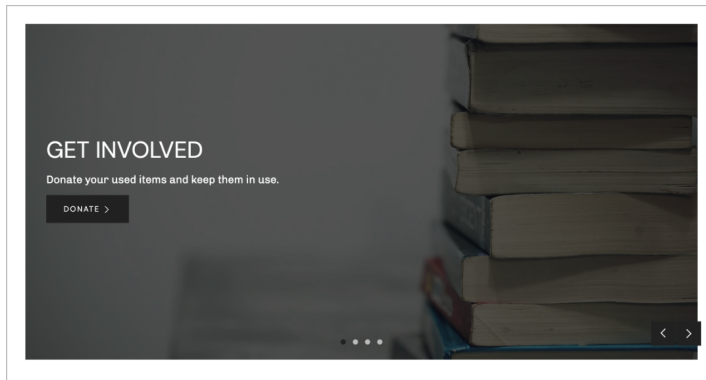 GET INVOLVED
Donate your used items and keep them in use.
DONATE >